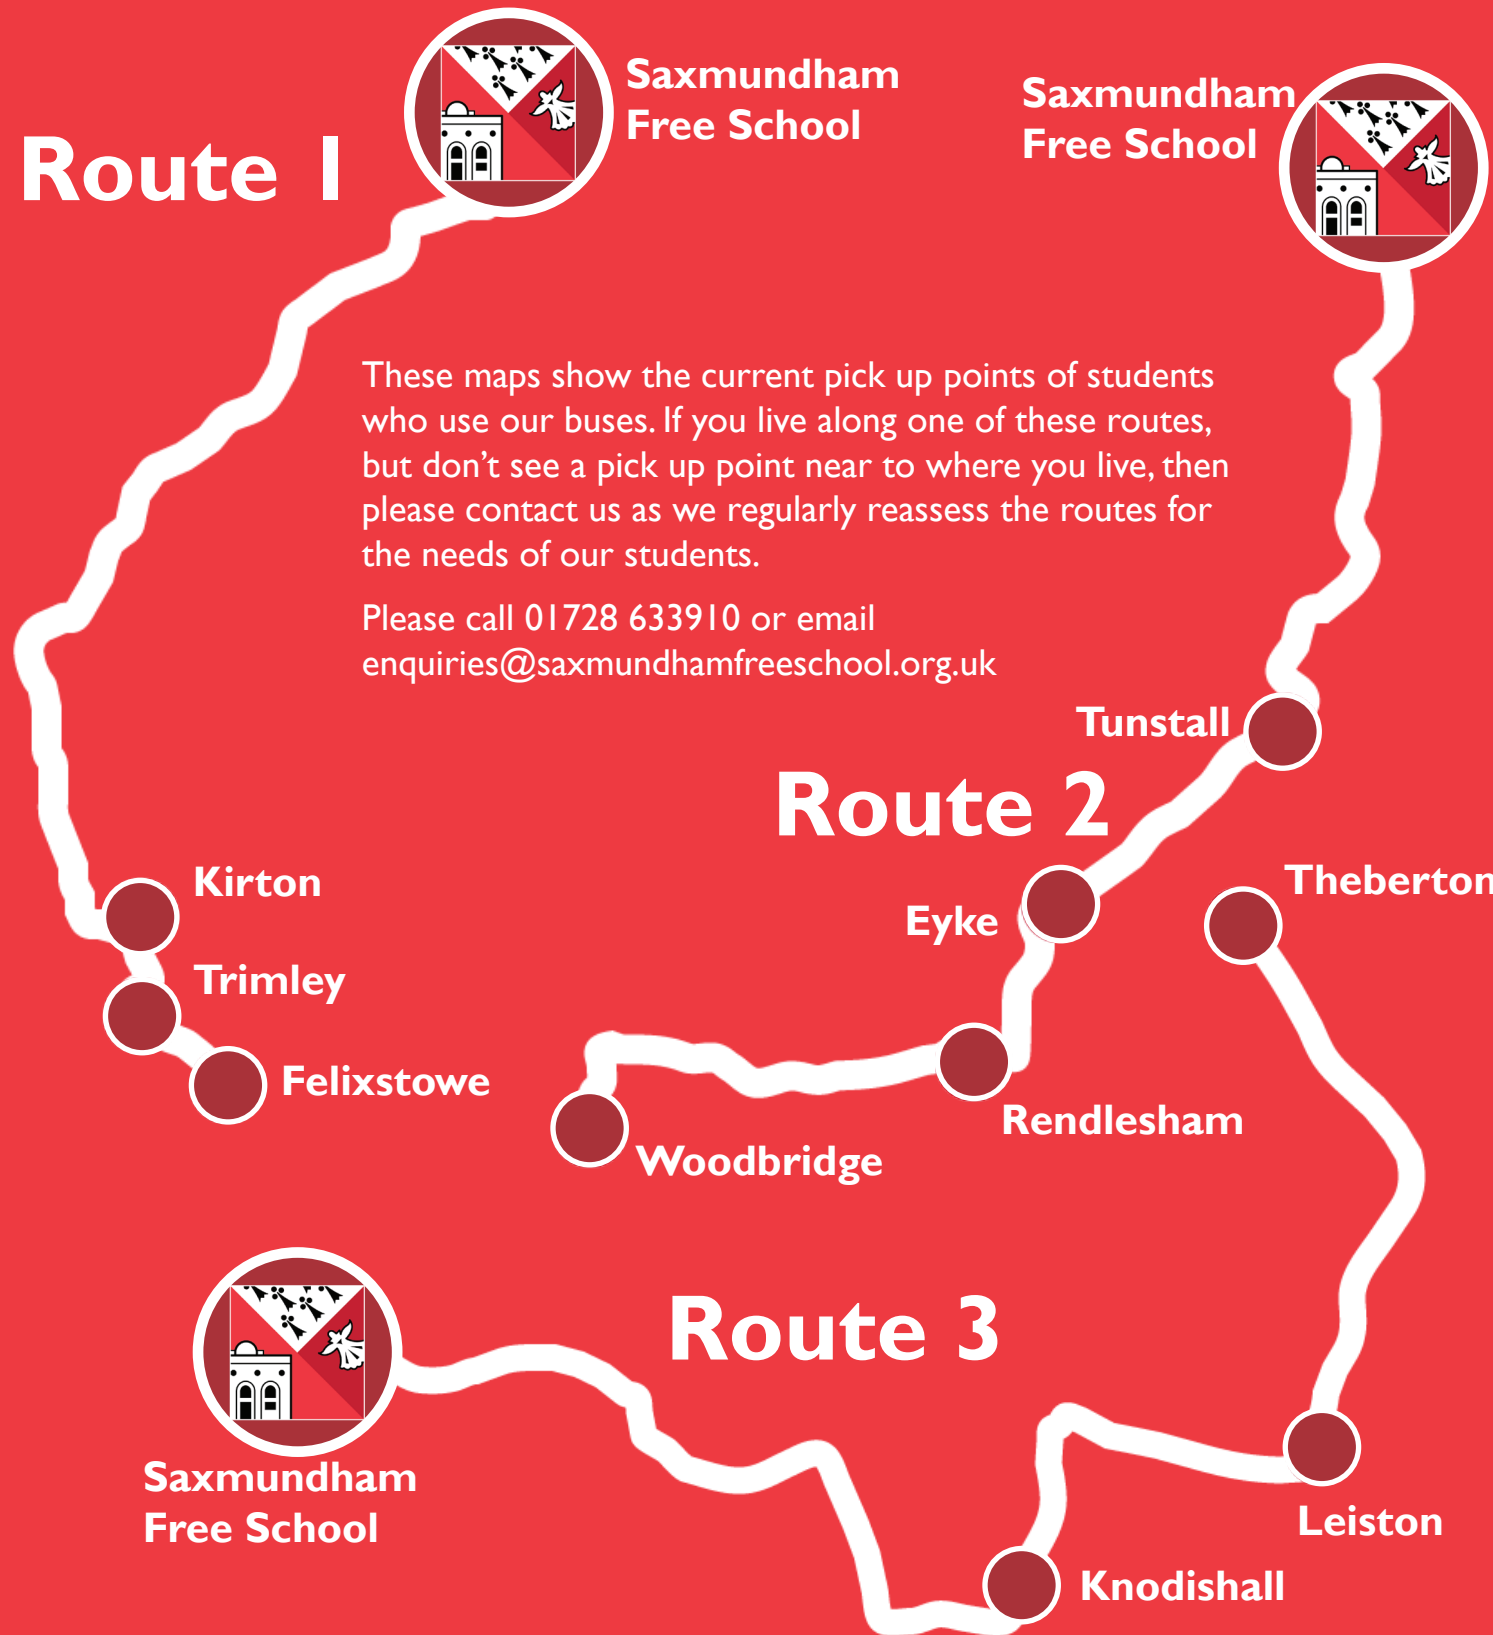 Route 1
Saxmundham
Free School
Saxmundham
Free School
These maps show the current pick up points of students
who use our buses. If you live along one of these routes,
but don't see a pick up point near to where you live, then
please contact us as we regularly reassess the routes for
the needs of our students.
Please call 01728 633910 or email
enquiries@saxmundhamfreeschool.org.uk
Tunstall
Route 2
Kirton
Theberton
Eyke
Trimley
Felixstowe
Rendlesham
Woodbridge
Route 3
Saxmundham
Free School
Leiston
Knodishall